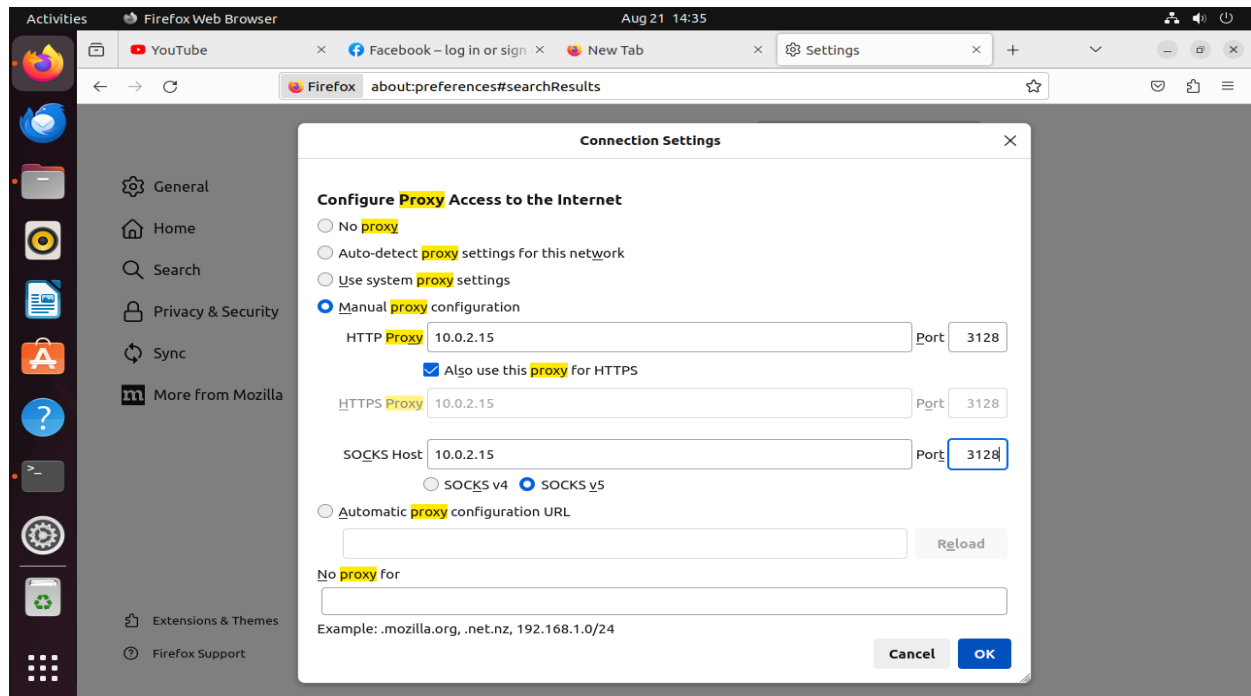 Activities Firefox Web Browser Aug 21 14:35
YouTube Facebook – log in or sign New Tab Settings
Firefox about:preferences#searchResults
Connection Settings
General
Home
Search
Privacy & Security
Sync
More from Mozilla
Extensions & Themes
Firefox Support
Configure Proxy Access to the Internet
No proxy
Auto-detect proxy settings for this network
Use system proxy settings
Manual proxy configuration
HTTP Proxy 10.0.2.15 Port 3128
Also use this proxy for HTTPS
HTTPS Proxy 10.0.2.15 Port 3128
SOCKS Host 10.0.2.15 Port 3128
SOCKS v4 SOCKS v5
Automatic proxy configuration URL
Reload
No proxy for
Example: .mozilla.org, .net.nz, 192.168.1.0/24
Cancel OK